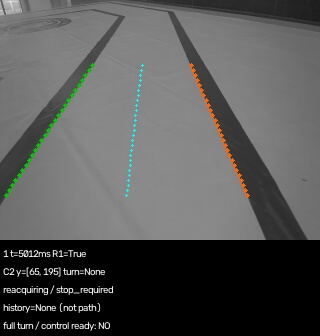 1 t=5012ms R1=True
C2 y=[65, 195] turn=None
reacquiring / stop_required
history=None (not path)
full turn / control ready: NO